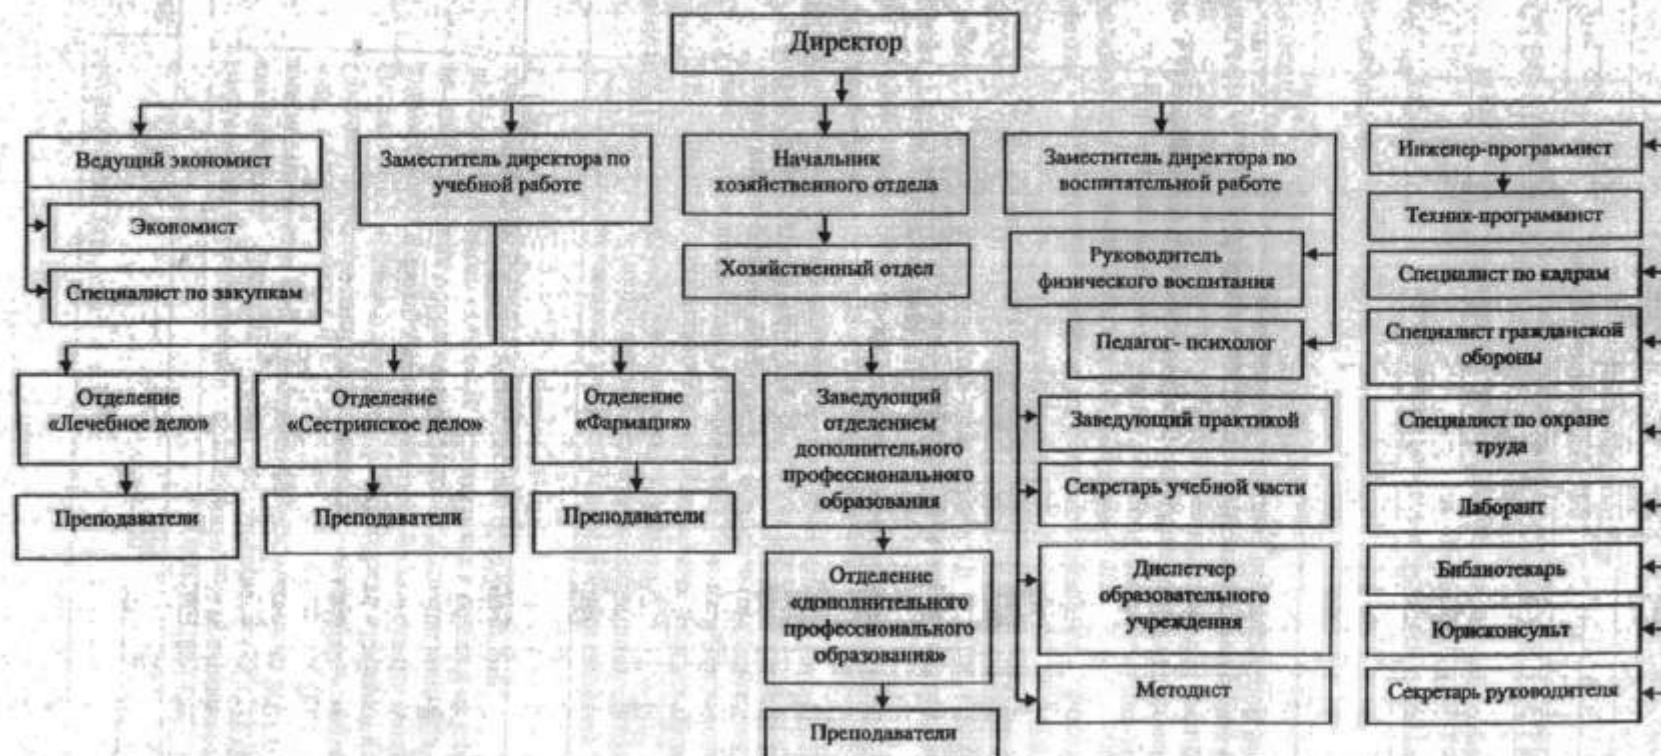 Директор
Ведущий экономист
Экономист
Специалист по закупкам
Заместитель директора по
учебной работе
Начальник
хозяйственного отдела
Хозяйственный отдел
Заместитель директора по
воспитательной работе
Руководитель
физического воспитания
Педагог- психолог
Инженер-программист
Техник-программист
Специалист по кадрам
Специалист гражданской
обороны
Специалист по охране
труда
Лаборант
Библиотекарь
Юрисконсульт
Секретарь руководителя
Отделение
«Лечебное дело»
Преподаватели
Отделение
«Сестринское дело»
Преподаватели
Отделение
«Фармация»
Преподаватели
Заведующий
отделением
дополнительного
профессионального
образования
Отделение
«дополнительного
профессионального
образования»
Преподаватели
Заведующий практикой
Секретарь учебной части
Диспетчер
образовательного
учреждения
Методист